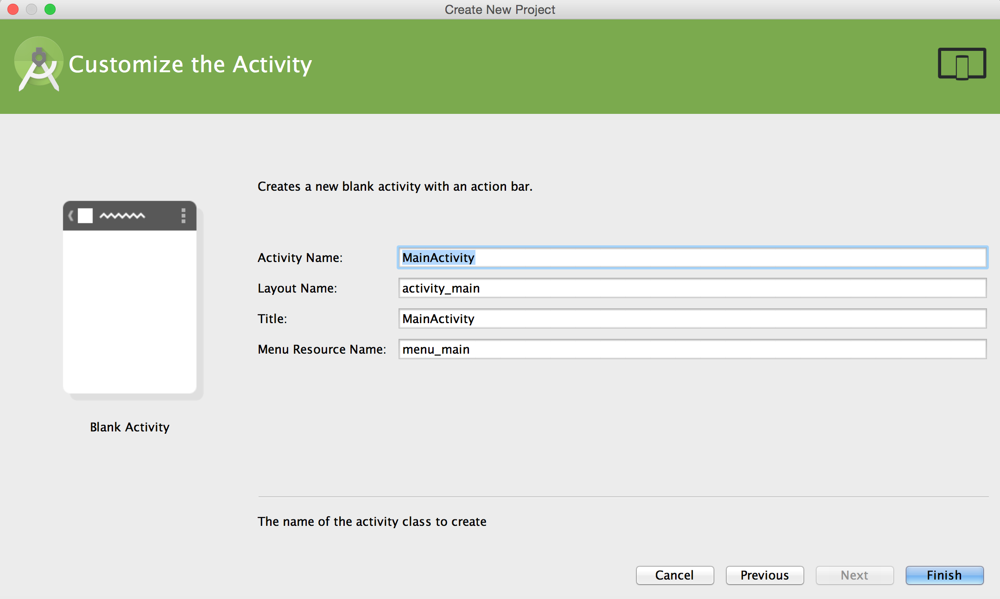 Create New Project
Customize the Activity
Creates a new blank activity with an action bar.
Activity Name: MainActivity
Layout Name: activity_main
Title: MainActivity
Menu Resource Name: menu_main
Blank Activity
The name of the activity class to create
Cancel Previous Next Finish